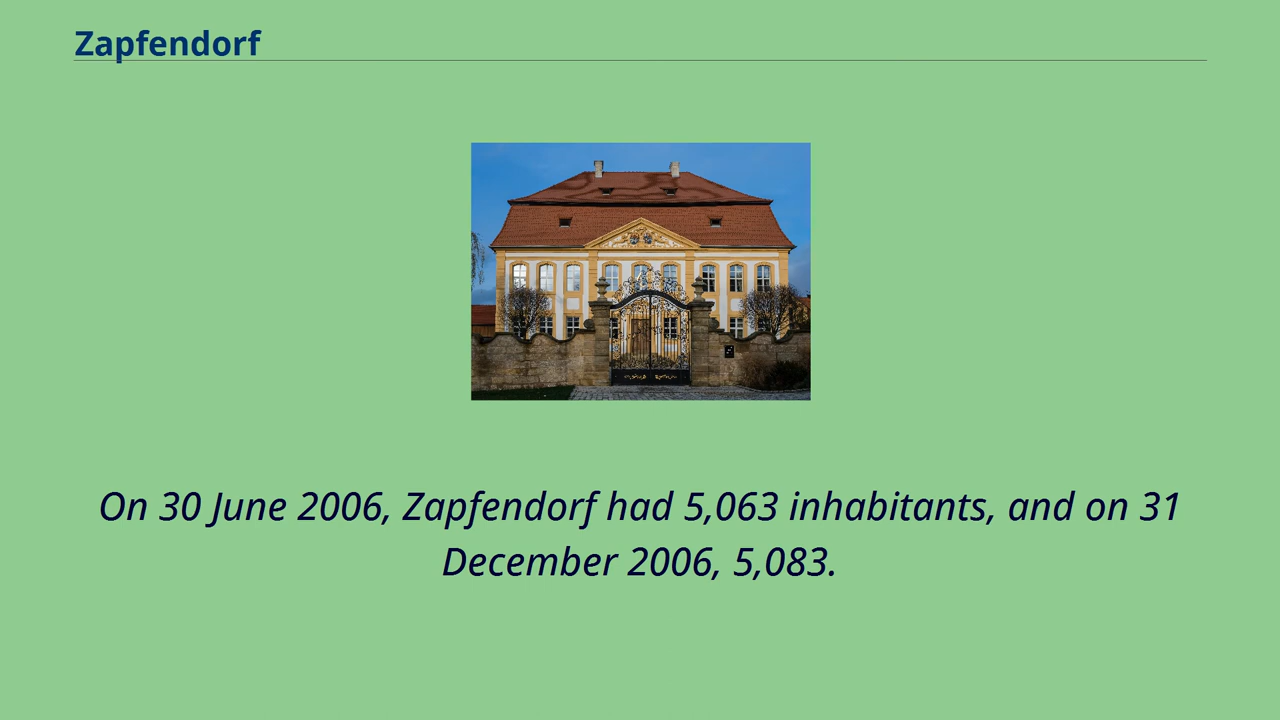 Zapfendorf
On 30 June 2006, Zapfendorf had 5,063 inhabitants, and on 31
December 2006, 5,083.